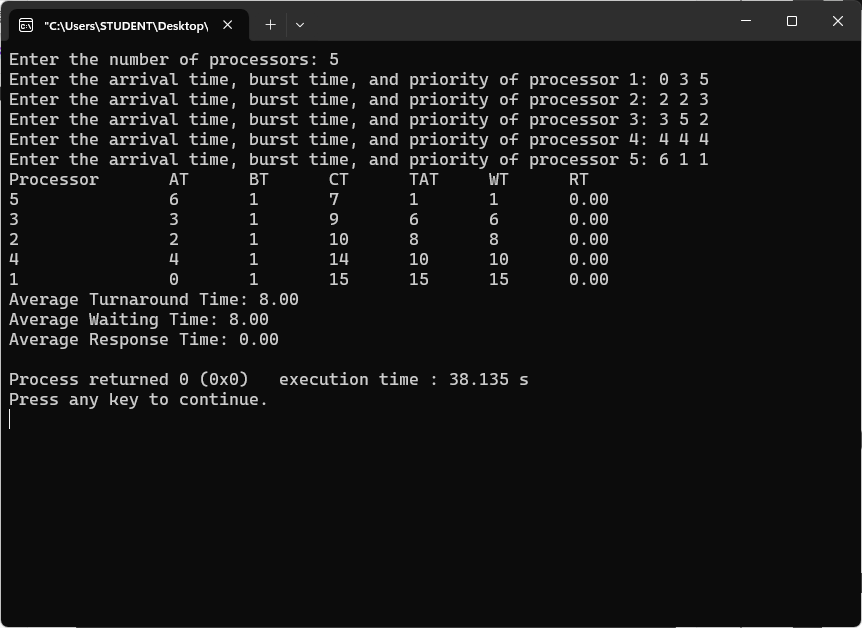 "C:\Users\STUDENT\Desktop\
Enter the number of processors: 5
Enter the arrival time, burst time, and priority of processor 1: 0 3 5
Enter the arrival time, burst time, and priority of processor 2: 2 2 3
Enter the arrival time, burst time, and priority of processor 3: 3 5 2
Enter the arrival time, burst time, and priority of processor 4: 4 4 4
Enter the arrival time, burst time, and priority of processor 5: 6 1 1
Processor AT BT CT TAT WT RT
5 6 1 7 1 1 0.00
3 3 1 9 6 6 0.00
2 2 1 10 8 8 0.00
4 4 1 14 10 10 0.00
1 0 1 15 15 15 0.00
Average Turnaround Time: 8.00
Average Waiting Time: 8.00
Average Response Time: 0.00
Process returned 0 (0x0) execution time : 38.135 s
Press any key to continue.